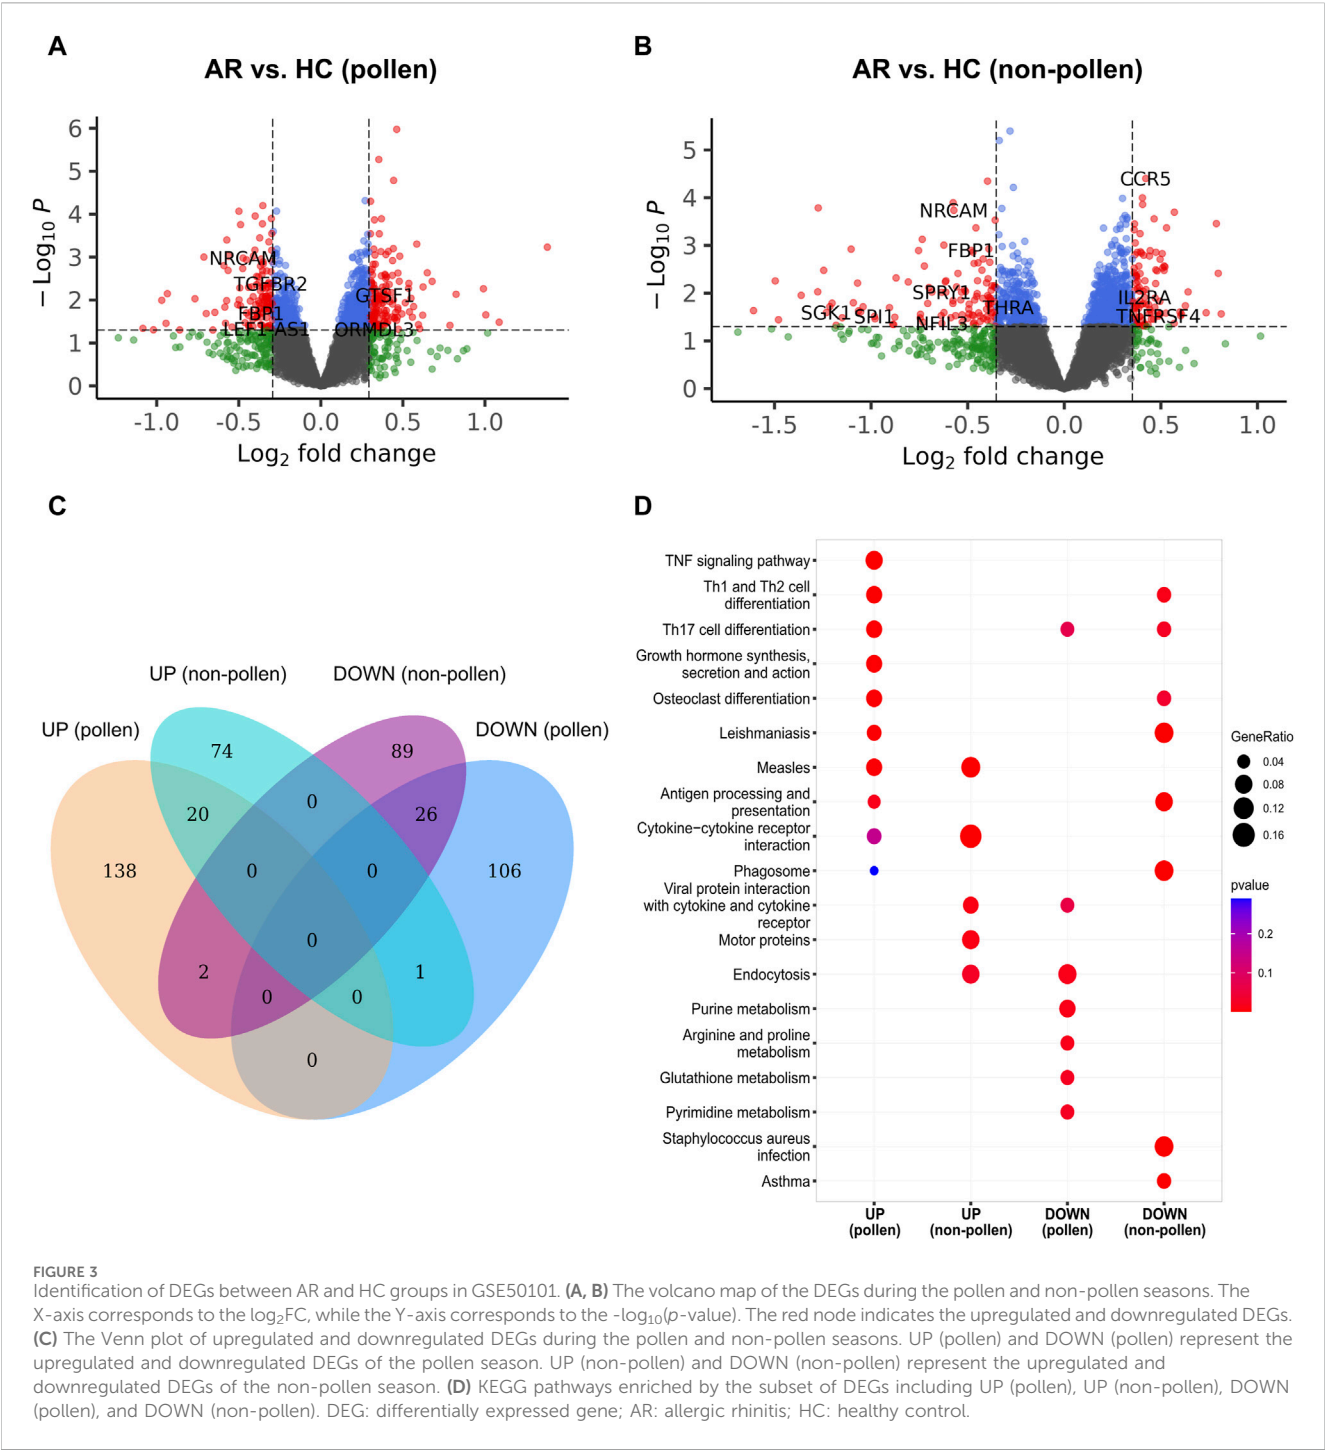 A
AR vs. HC (pollen)
6
5
4
3
2
1
0
− Log10 P
NRCAM
TGFBR2
GTSF1
FBP1
LEF1-AS1
ORMDL3
-1.0
-0.5
0.0
0.5
1.0
Log2 fold change
B
AR vs. HC (non-pollen)
5
4
3
2
1
0
− Log10 P
CCR5
NRCAM
FBP1
SPRY1
IL2RA
THRA
SGK1
SPI1
NFIL3
TNFRSF4
-1.5
-1.0
-0.5
0.0
0.5
1.0
Log2 fold change
C
UP (non-pollen)
DOWN (non-pollen)
UP (pollen)
DOWN (pollen)
74
89
20
0
26
138
0
0
106
0
2
1
0
0
0
D
TNF signaling pathway
Th1 and Th2 cell
differentiation
Th17 cell differentiation
Growth hormone synthesis,
secretion and action
Osteoclast differentiation
Leishmaniasis
Measles
Antigen processing and
presentation
Cytokine−cytokine receptor
interaction
Phagosome
Viral protein interaction
with cytokine and cytokine
receptor
Motor proteins
Endocytosis
Purine metabolism
Arginine and proline
metabolism
Glutathione metabolism
Pyrimidine metabolism
Staphylococcus aureus
infection
Asthma
UP
(pollen)
UP
(non-pollen)
DOWN
(pollen)
DOWN
(non-pollen)
GeneRatio
0.04
0.08
0.12
0.16
pvalue
0.2
0.1
FIGURE 3
Identification of DEGs between AR and HC groups in GSE50101. (A, B) The volcano map of the DEGs during the pollen and non-pollen seasons. The
X-axis corresponds to the log2FC, while the Y-axis corresponds to the -log10(p-value). The red node indicates the upregulated and downregulated DEGs.
(C) The Venn plot of upregulated and downregulated DEGs during the pollen and non-pollen seasons. UP (pollen) and DOWN (pollen) represent the
upregulated and downregulated DEGs of the pollen season. UP (non-pollen) and DOWN (non-pollen) represent the upregulated and
downregulated DEGs of the non-pollen season. (D) KEGG pathways enriched by the subset of DEGs including UP (pollen), UP (non-pollen), DOWN
(pollen), and DOWN (non-pollen). DEG: differentially expressed gene; AR: allergic rhinitis; HC: healthy control.